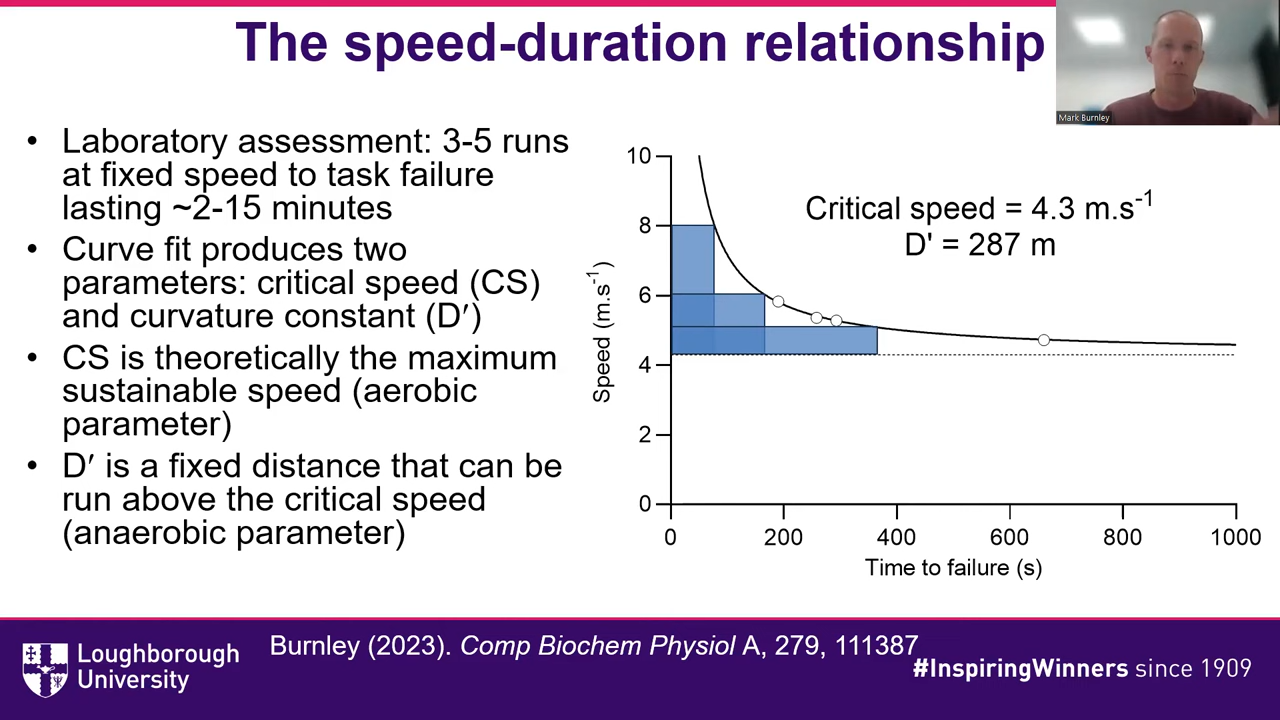 The speed-duration relationship
Mark Burnley
• Laboratory assessment: 3-5 runs
at fixed speed to task failure
lasting ~2-15 minutes
• Curve fit produces two
parameters: critical speed (CS)
and curvature constant (D′)
• CS is theoretically the maximum
sustainable speed (aerobic
parameter)
• D′ is a fixed distance that can be
run above the critical speed
(anaerobic parameter)
Critical speed = 4.3 m.s⁻¹
D' = 287 m
Speed (m.s⁻¹)
10
8
6
4
2
0
0 200 400 600 800 1000
Time to failure (s)
Loughborough
University
Burnley (2023). Comp Biochem Physiol A, 279, 111387
#InspiringWinners since 1909